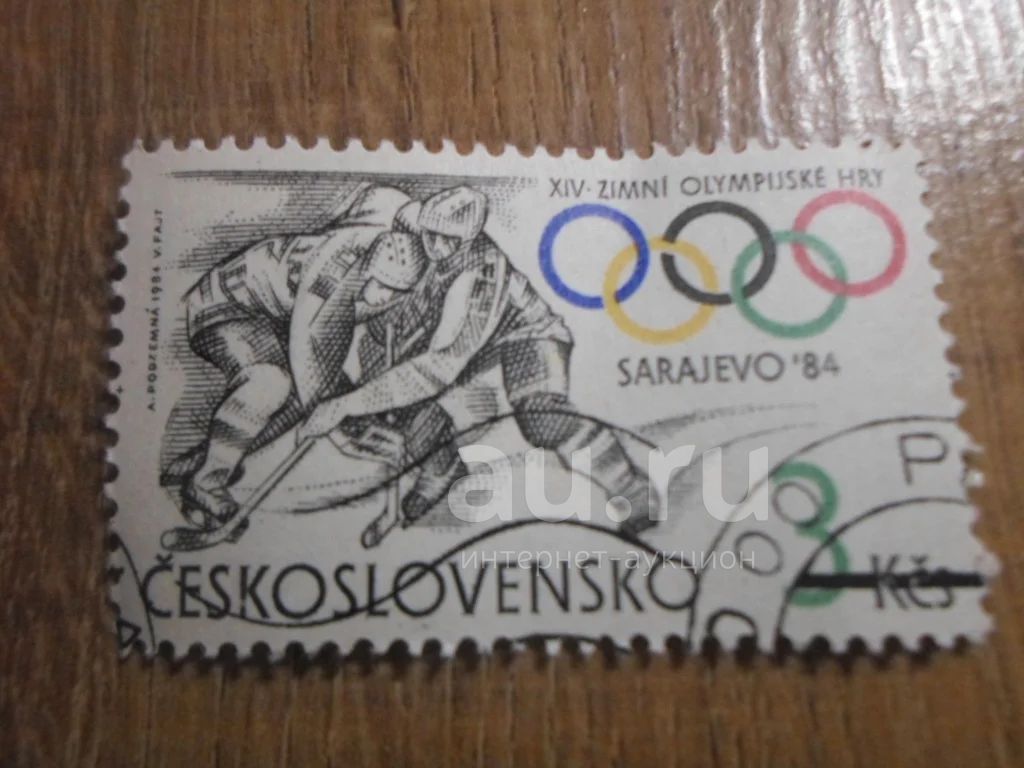 XIV. ZIMNÍ OLYMPIJSKÉ HRY
SARAJEVO '84
A. PODZEMNÁ 1984 V. FAJT
au.ru
интернет-аукцион
3 Kčs
ČESKOSLOVENSKO
P